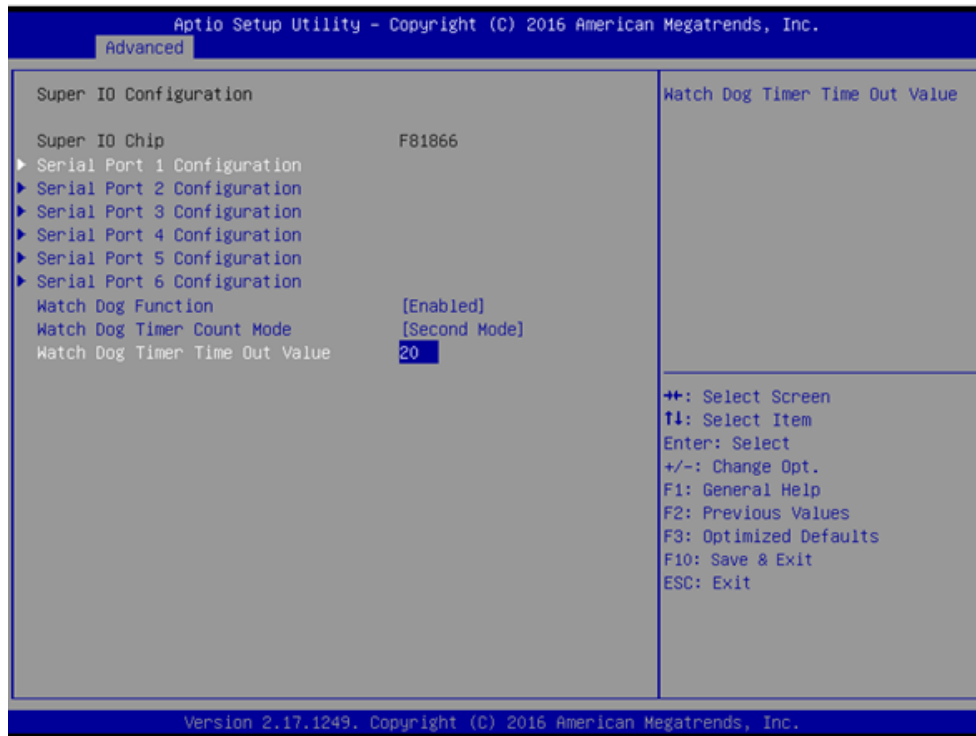 Aptio Setup Utility – Copyright (C) 2016 American Megatrends, Inc.
Advanced
Super IO Configuration
Super IO Chip F81866
Serial Port 1 Configuration
Serial Port 2 Configuration
Serial Port 3 Configuration
Serial Port 4 Configuration
Serial Port 5 Configuration
Serial Port 6 Configuration
Watch Dog Function [Enabled]
Watch Dog Timer Count Mode [Second Mode]
Watch Dog Timer Time Out Value 20
Watch Dog Timer Time Out Value
→←: Select Screen
↑↓: Select Item
Enter: Select
+/-: Change Opt.
F1: General Help
F2: Previous Values
F3: Optimized Defaults
F10: Save & Exit
ESC: Exit
Version 2.17.1249. Copyright (C) 2016 American Megatrends, Inc.